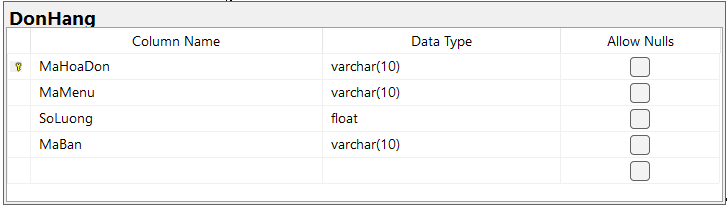 DonHang
Column Name Data Type Allow Nulls
MaHoaDon varchar(10)
MaMenu varchar(10)
SoLuong float
MaBan varchar(10)